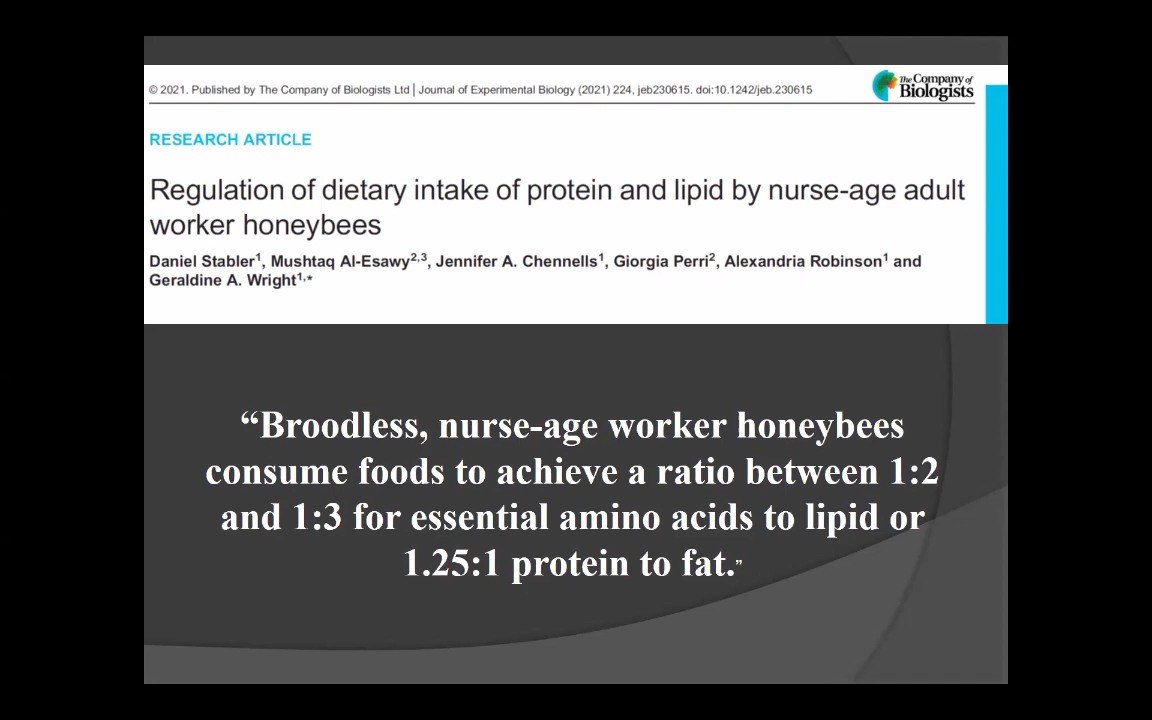 © 2021. Published by The Company of Biologists Ltd | Journal of Experimental Biology (2021) 224, jeb230615. doi:10.1242/jeb.230615
The Company of
Biologists
RESEARCH ARTICLE
Regulation of dietary intake of protein and lipid by nurse-age adult
worker honeybees
Daniel Stabler1, Mushtaq Al-Esawy2,3, Jennifer A. Chennells1, Giorgia Perri2, Alexandria Robinson1 and
Geraldine A. Wright1,*
“Broodless, nurse-age worker honeybees
consume foods to achieve a ratio between 1:2
and 1:3 for essential amino acids to lipid or
1.25:1 protein to fat.”